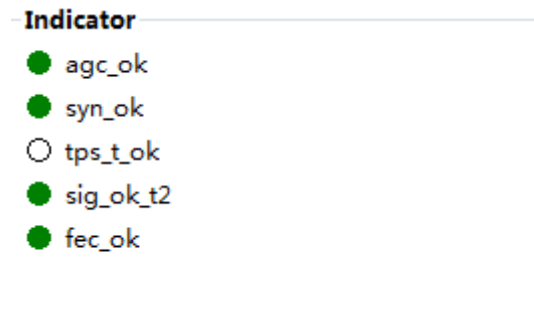 Indicator
agc_ok
syn_ok
tps_t_ok
sig_ok_t2
fec_ok